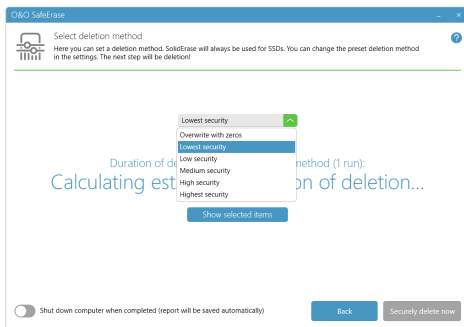 O&O SafeErase
Select deletion method
Here you can set a deletion method. SolidErase will always be used for SSDs. You can change the preset deletion method
in the settings. The next step will be deletion!
Lowest security
Overwrite with zeros
Lowest security
Low security
Medium security
High security
Highest security
Duration of de ethod (1 run):
Calculating est on of deletion...
Show selected items
Shut down computer when completed (report will be saved automatically)
Back
Securely delete now